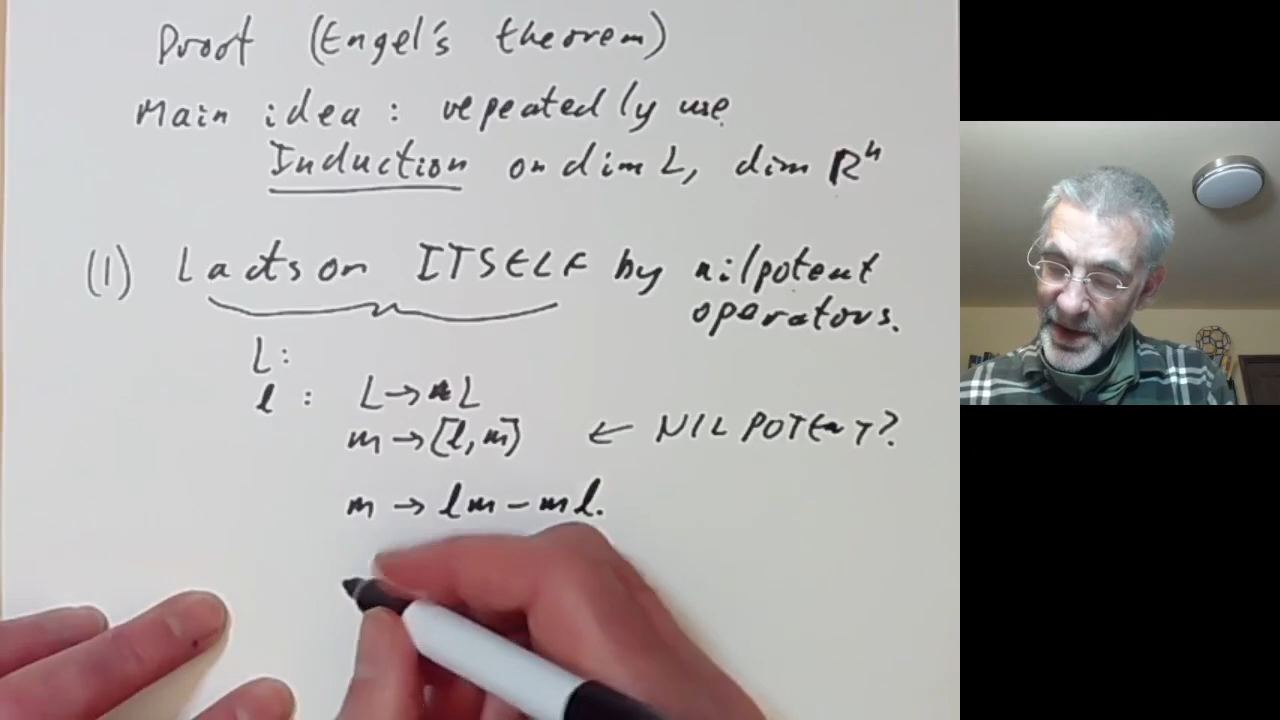 Proof (Engel's theorem)
Main idea : repeatedly use
Induction on dim L, dim Rⁿ
(1) L acts on ITSELF by nilpotent
operators.
L:
l : L → L
m → [l, m] ← NILPOTENT?
m → lm - ml.